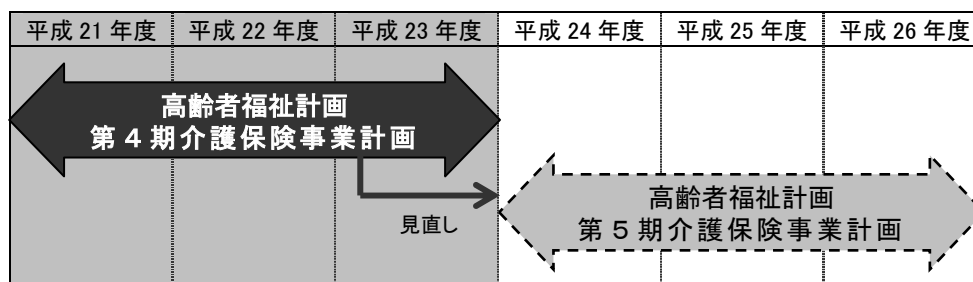 平成 21 年度 平成 22 年度 平成 23 年度 平成 24 年度 平成 25 年度 平成 26 年度
高齢者福祉計画
第 4 期介護保険事業計画
見直し
高齢者福祉計画
第 5 期介護保険事業計画